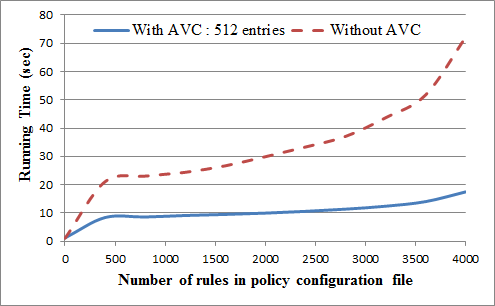 80
With AVC : 512 entries
Without AVC
70
60
50
40
30
20
10
0
Running Time (sec)
0 500 1000 1500 2000 2500 3000 3500 4000
Number of rules in policy configuration file